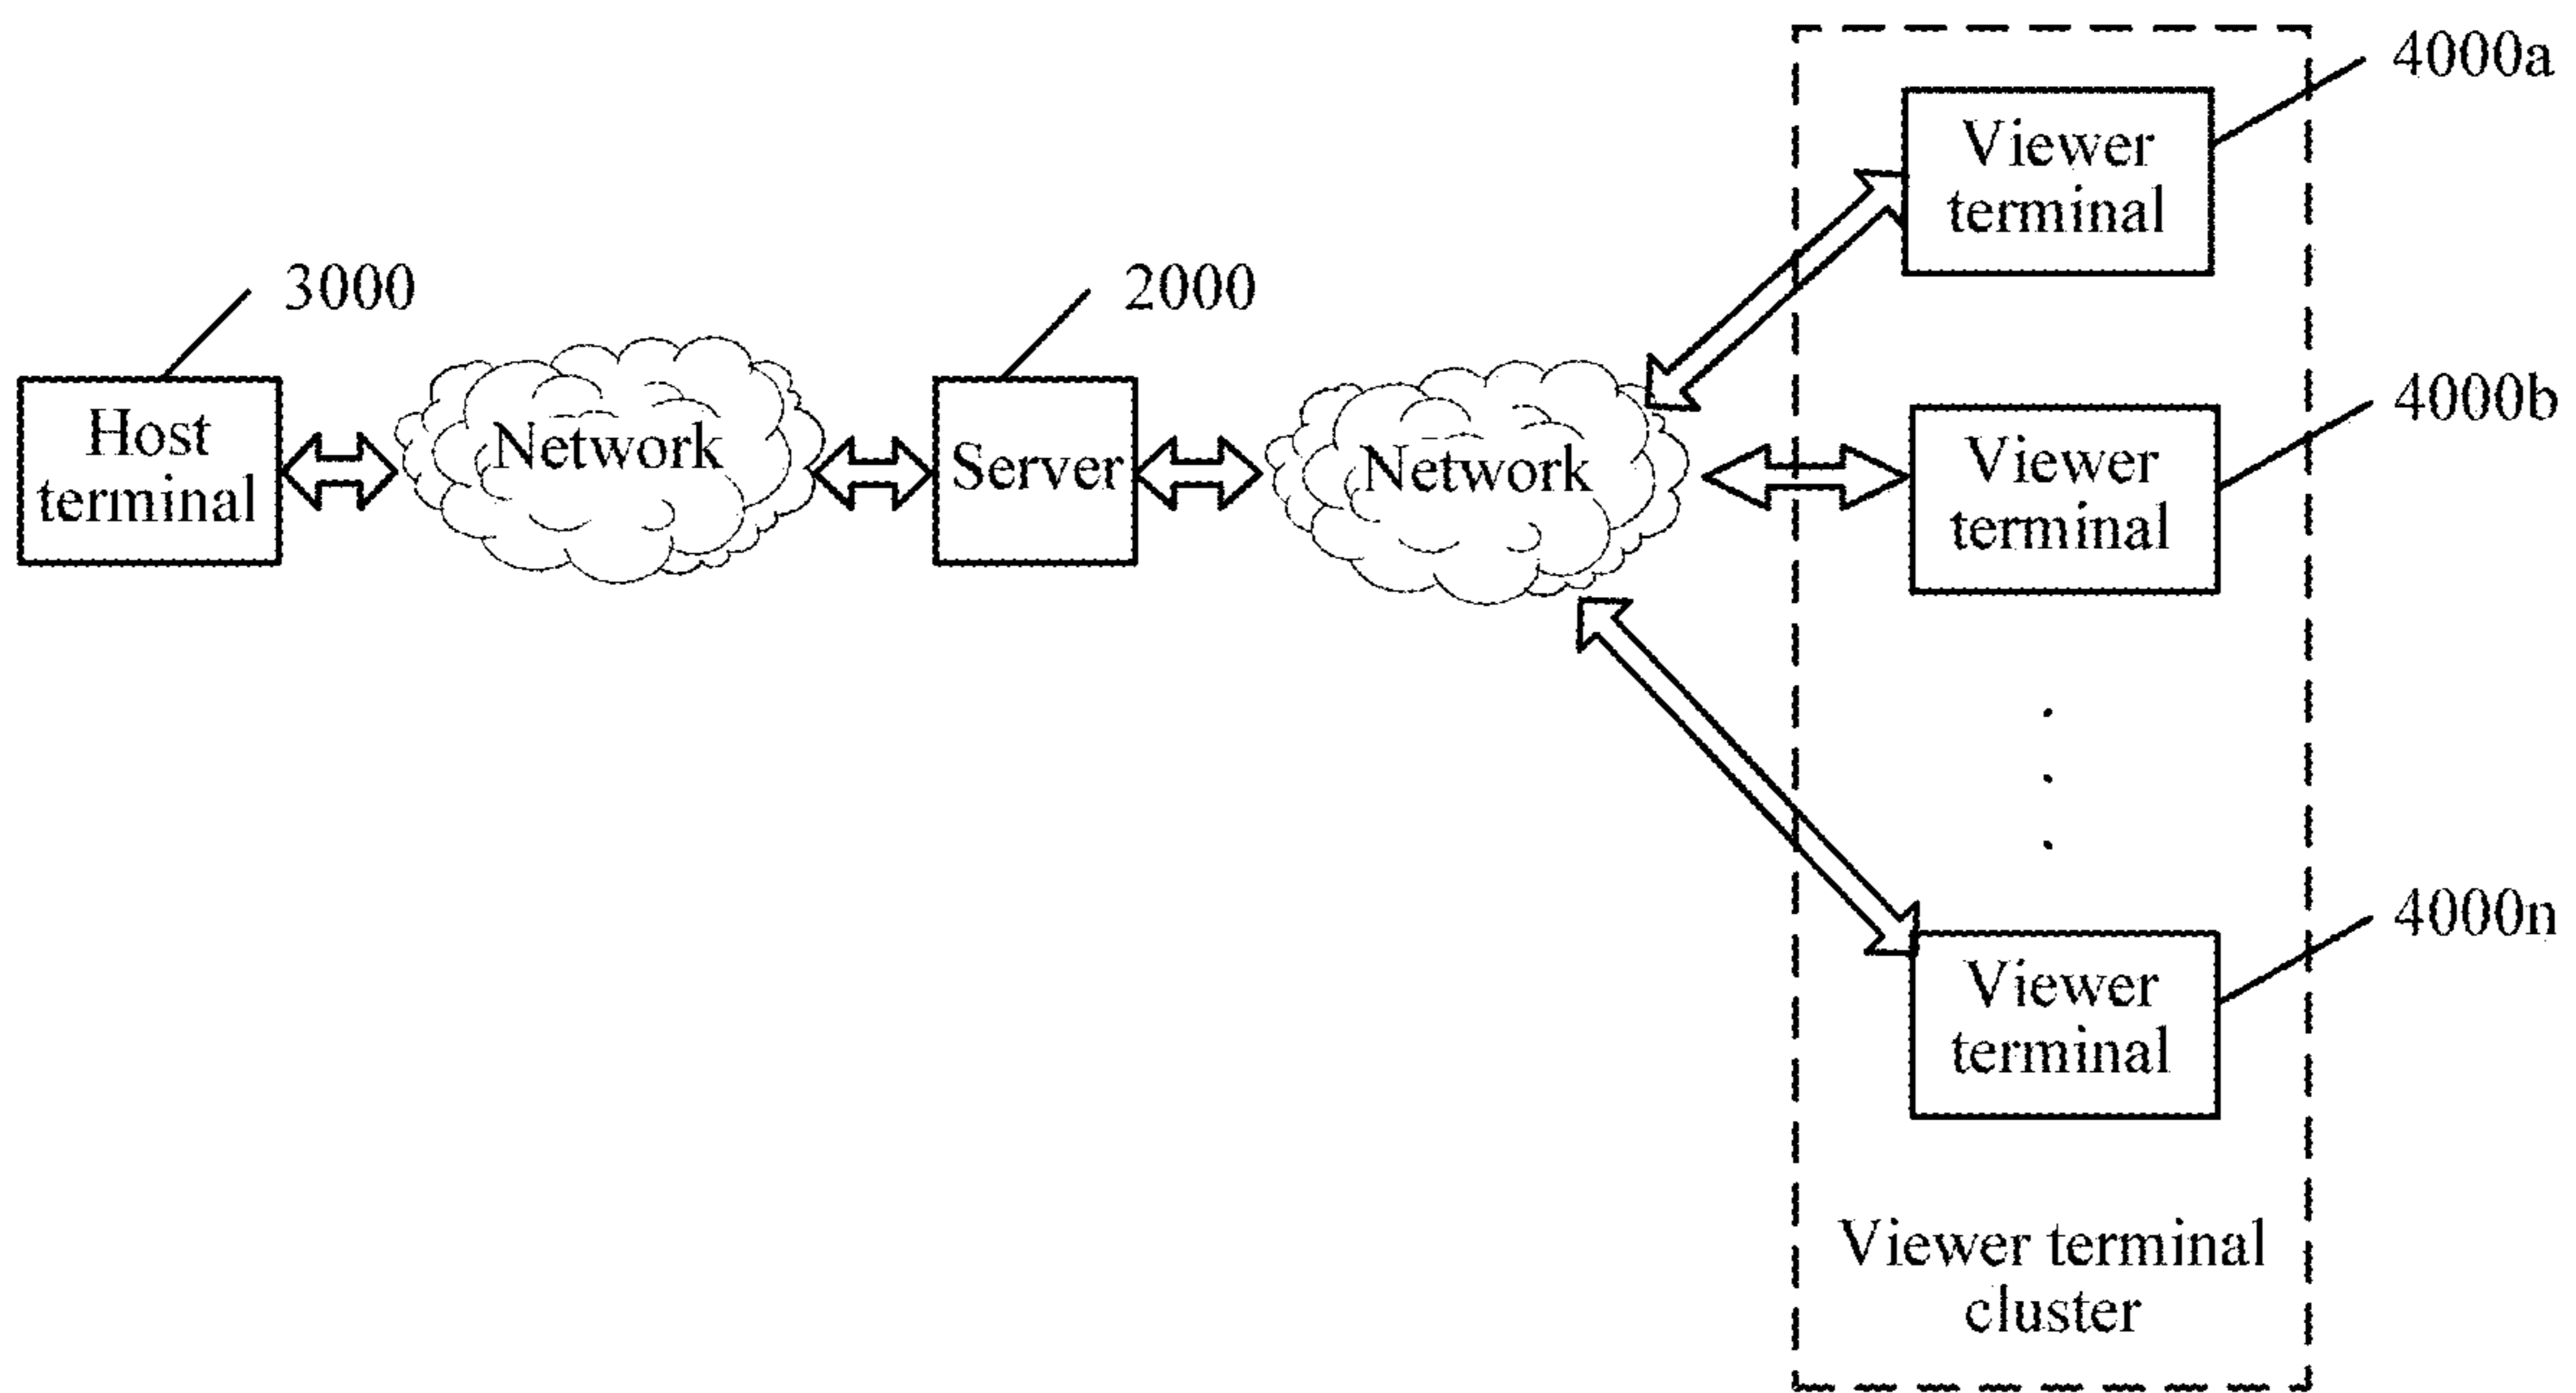 3000
Host
terminal
Network
2000
Server
Network
4000a
Viewer
terminal
4000b
Viewer
terminal
4000n
Viewer
terminal
Viewer terminal
cluster